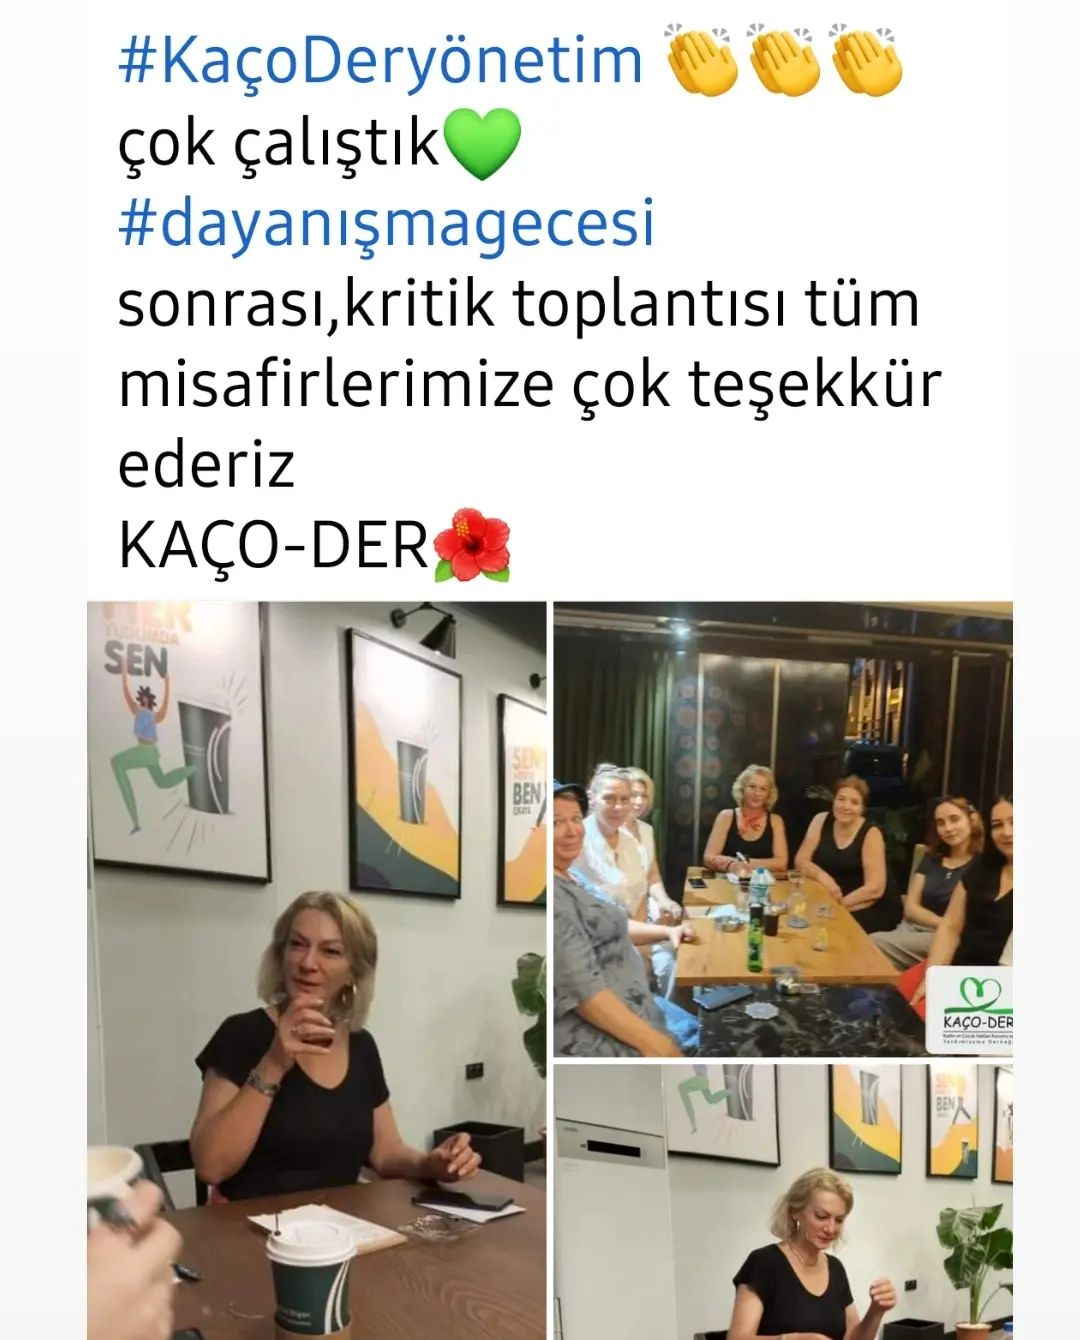 #KaçoDeryönetim 👏👏👏
çok çalıştık💚
#dayanışmagecesi
sonrası,kritik toplantısı tüm
misafirlerimize çok teşekkür
ederiz
KAÇO-DER🌺
YUDUMDA
SEN
SEN
BEN
KAÇO-DER
BEN